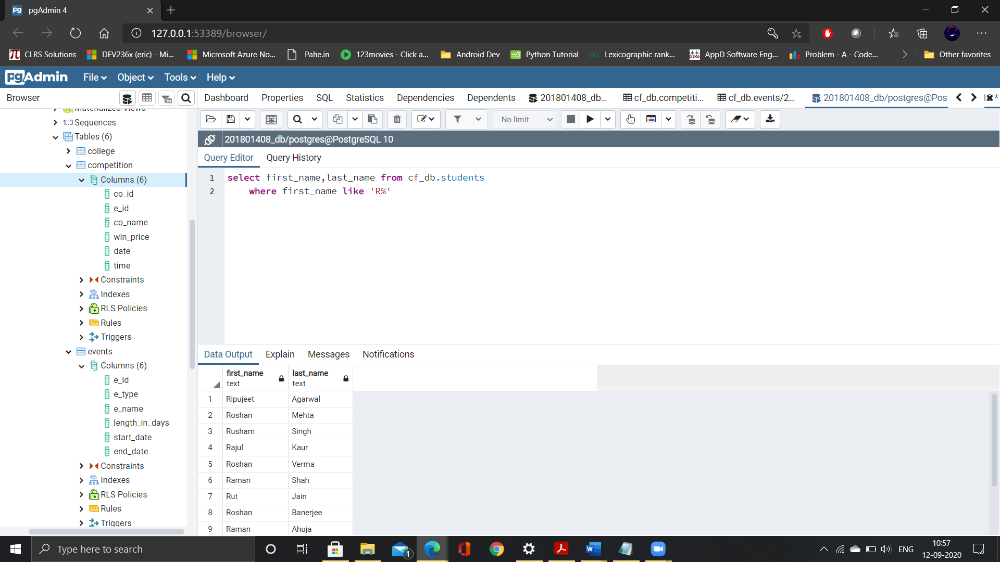 pgAdmin 4
127.0.0.1:53389/browser/
CLRS Solutions DEV236x (eric) - Mi... Microsoft Azure No... Pahe.in 123movies - Click a... Android Dev Python Tutorial Lexicographic rank... AppD Software Eng... Problem - A - Code... Other favorites
pgAdmin File Object Tools Help
Browser
Dashboard Properties SQL Statistics Dependencies Dependents 201801408_db... cf_db.competiti... cf_db.events/2... 201801408_db/postgres@Pos
Materialized Views
1..3 Sequences
Tables (6)
college
competition
Columns (6)
co_id
e_id
co_name
win_price
date
time
Constraints
Indexes
RLS Policies
Rules
Triggers
events
Columns (6)
e_id
e_type
e_name
length_in_days
start_date
end_date
Constraints
Indexes
RLS Policies
Rules
Triggers
No limit
201801408_db/postgres@PostgreSQL 10
Query Editor Query History
1 select first_name,last_name from cf_db.students
2 where first_name like 'R%'
Data Output Explain Messages Notifications
first_name last_name
text text
1 Ripujeet Agarwal
2 Roshan Mehta
3 Rusham Singh
4 Rajul Kaur
5 Roshan Verma
6 Raman Shah
7 Rut Jain
8 Roshan Banerjee
9 Raman Ahuja
Type here to search
1
ENG
10:57
12-09-2020